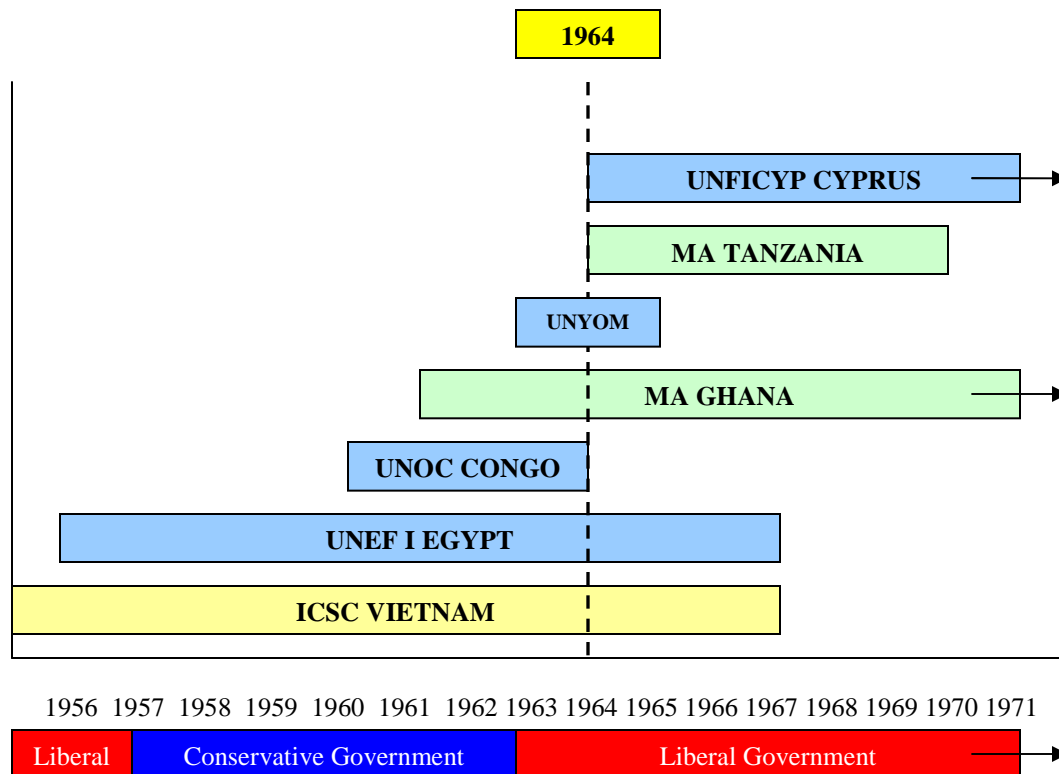 1964
UNFICYP CYPRUS
MA TANZANIA
UNYOM
MA GHANA
UNOC CONGO
UNEF I EGYPT
ICSC VIETNAM
1956 1957 1958 1959 1960 1961 1962 1963 1964 1965 1966 1967 1968 1969 1970 1971
Liberal Conservative Government Liberal Government